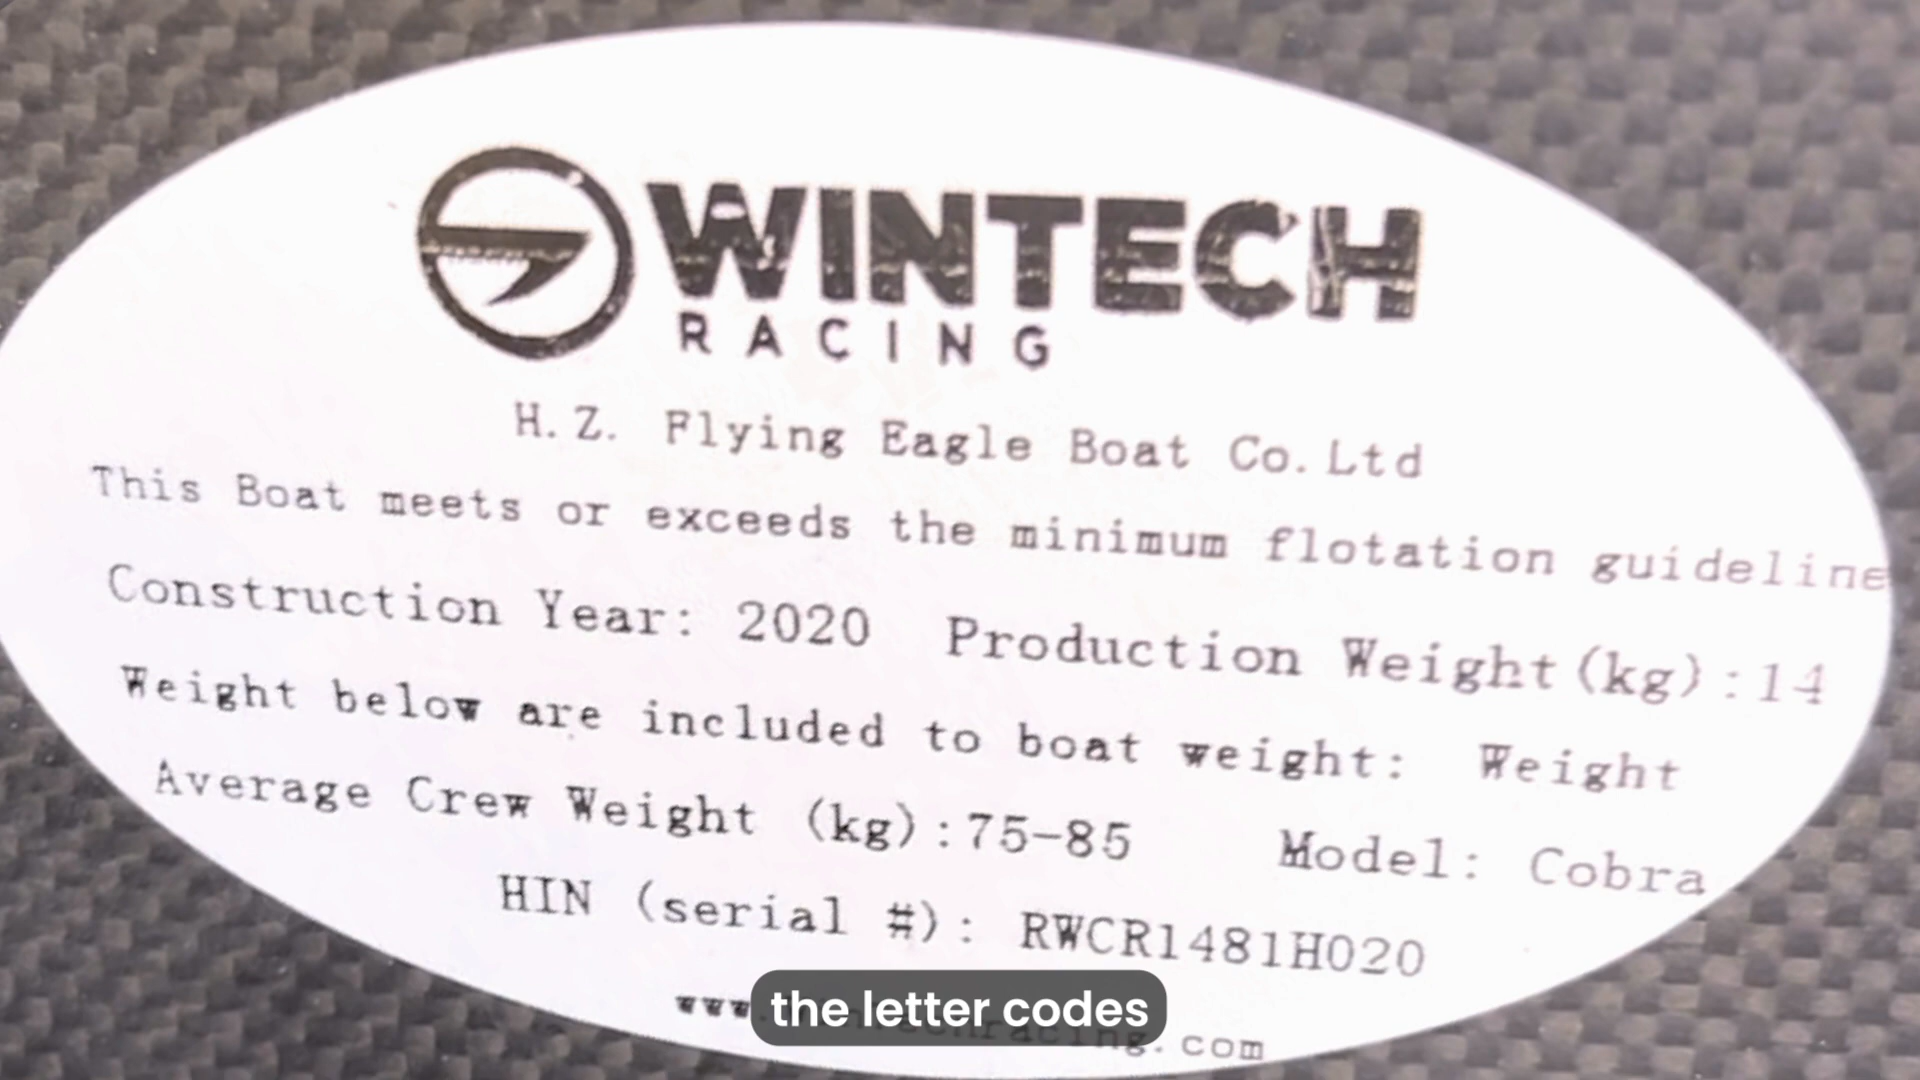 WINTECH
RACING
H.Z. Flying Eagle Boat Co.Ltd
This Boat meets or exceeds the minimum flotation guideline
Construction Year: 2020 Production Weight(kg):14
Weight below are included to boat weight: Weight
Average Crew Weight (kg):75-85 Model: Cobra
HIN (serial #): RWCR1481H020
the letter codes